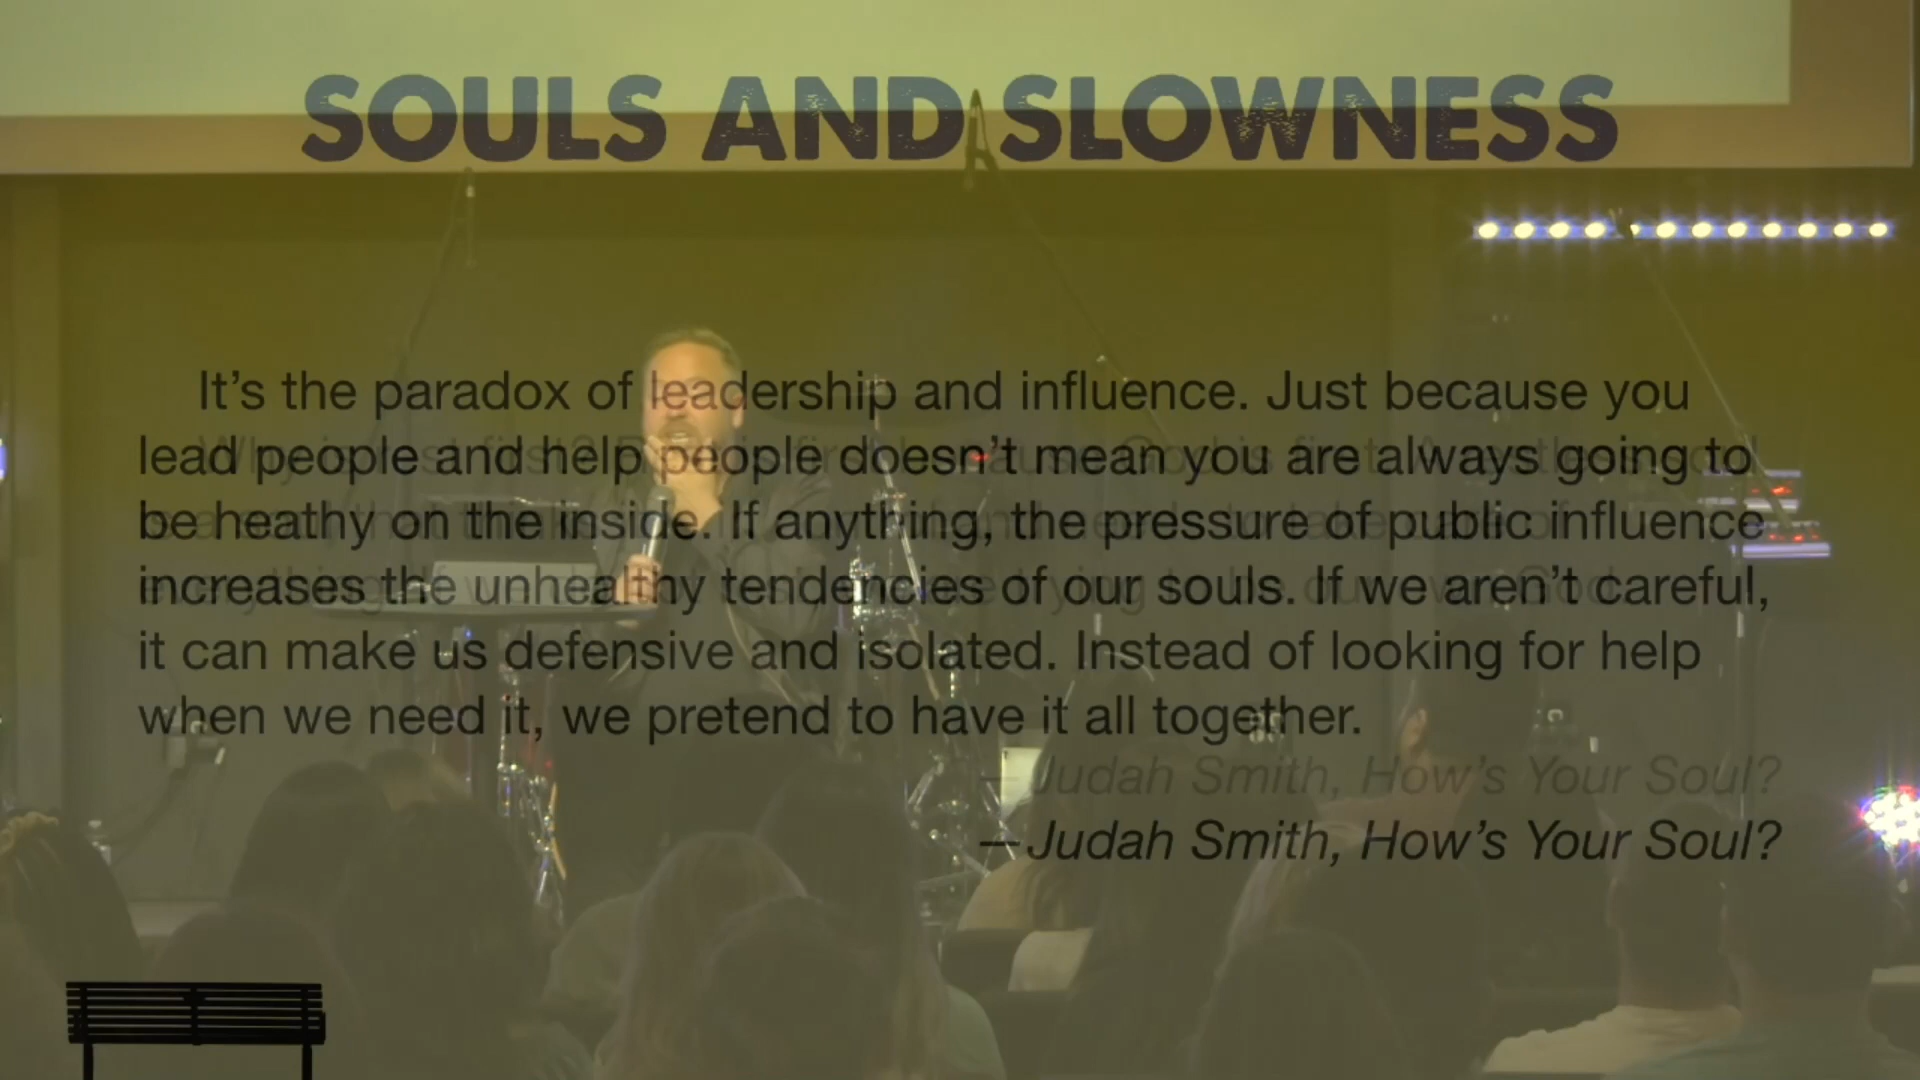 SOULS AND SLOWNESS
It's the paradox of leadership and influence. Just because you
lead people and help people doesn't mean you are always going to
be heathy on the inside. If anything, the pressure of public influence
increases the unhealthy tendencies of our souls. If we aren't careful,
it can make us defensive and isolated. Instead of looking for help
when we need it, we pretend to have it all together.
—Judah Smith, How's Your Soul?
—Judah Smith, How's Your Soul?